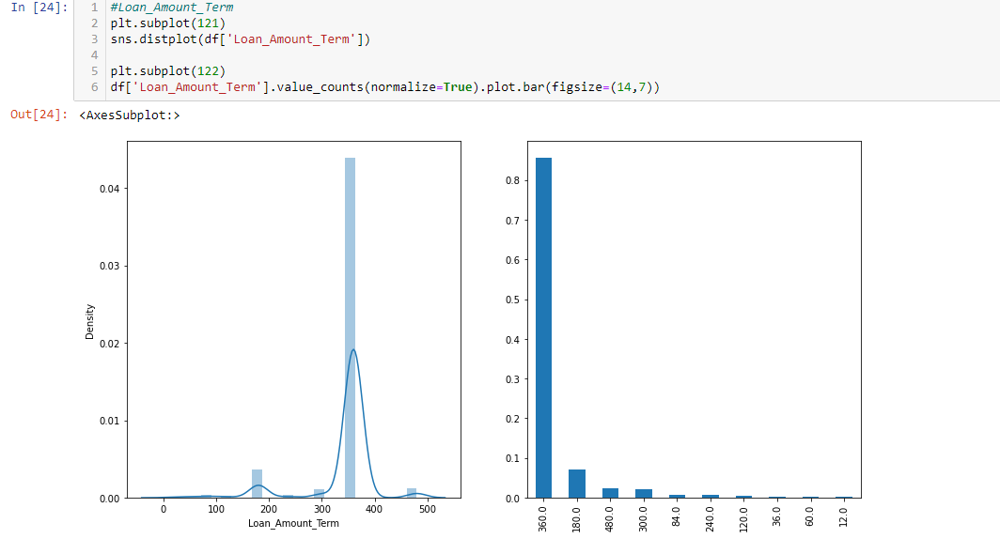 In [24]:
1 #Loan_Amount_Term
2 plt.subplot(121)
3 sns.distplot(df['Loan_Amount_Term'])
4
5 plt.subplot(122)
6 df['Loan_Amount_Term'].value_counts(normalize=True).plot.bar(figsize=(14,7))
Out[24]: <AxesSubplot:>
0.04
0.03
0.02
0.01
0.00
Density
0 100 200 300 400 500
Loan_Amount_Term
0.8
0.7
0.6
0.5
0.4
0.3
0.2
0.1
0.0
360.0 180.0 480.0 300.0 84.0 240.0 120.0 36.0 60.0 12.0